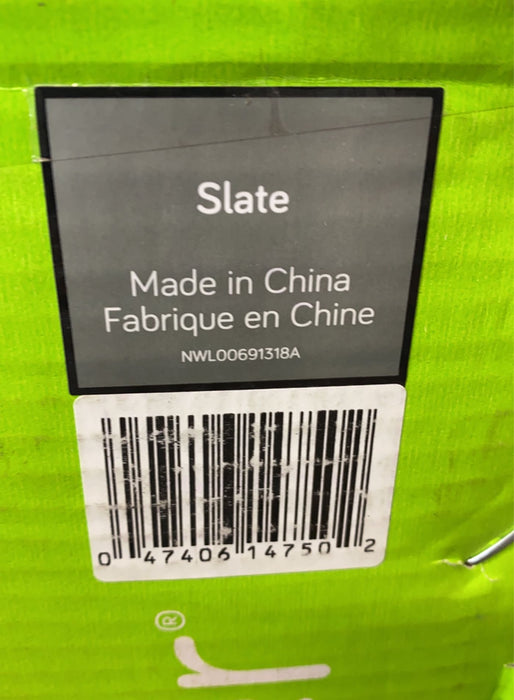 Slate
Made in China
Fabrique en Chine
NWL00691318A
0 47406 14750 2
®